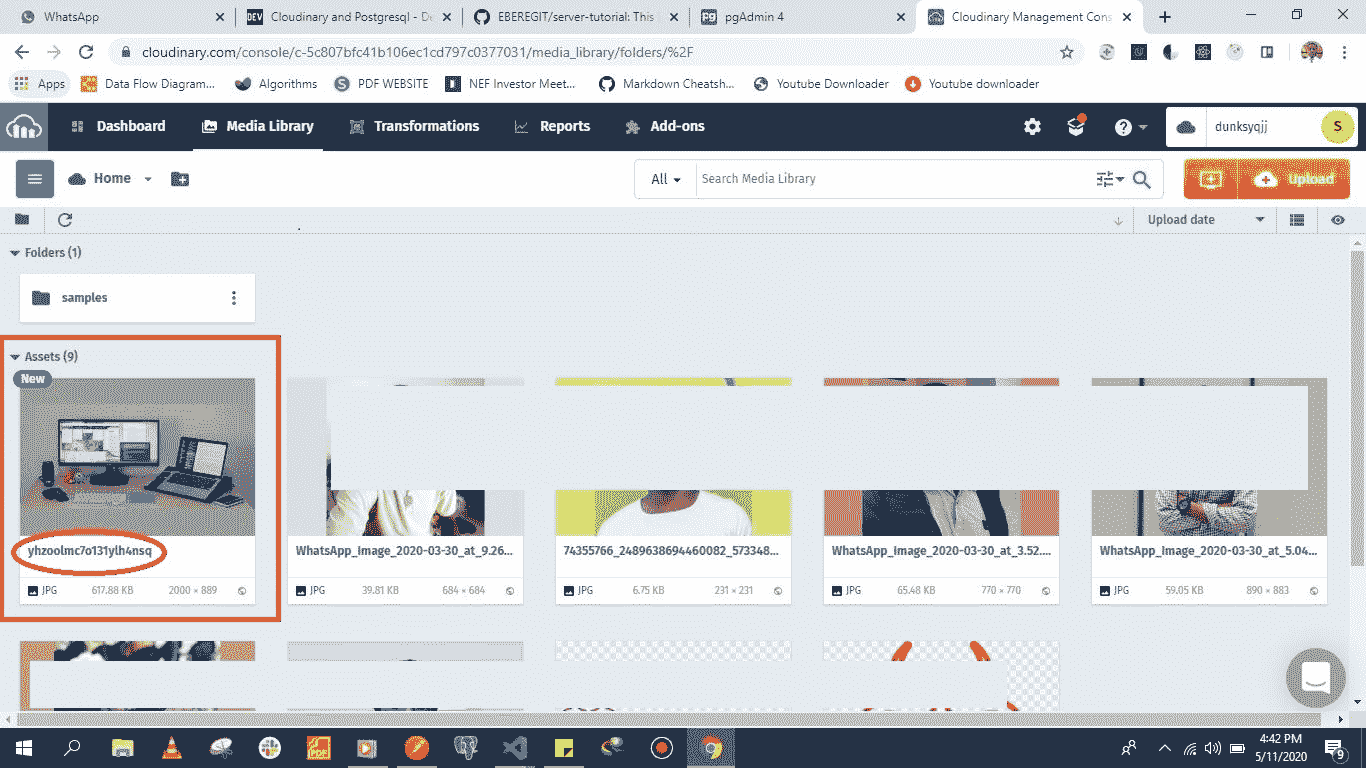 WhatsApp
Cloudinary and Postgresql - De
EBEREGIT/server-tutorial: This
pgAdmin 4
Cloudinary Management Cons
cloudinary.com/console/c-5c807bfc41b106ec1cd797c0377031/media_library/folders/%2F
Apps
Data Flow Diagram...
Algorithms
PDF WEBSITE
NEF Investor Meet...
Markdown Cheatsh...
Youtube Downloader
Youtube downloader
Dashboard
Media Library
Transformations
Reports
Add-ons
dunksyqjj
S
Home
All
Search Media Library
Upload
Upload date
Folders (1)
samples
Assets (9)
New
yhzoolmc7o131ylh4nsq
JPG 617.88 KB 2000 × 889
WhatsApp_Image_2020-03-30_at_9.26...
JPG 39.81 KB 684 × 684
74355766_2489638694460082_573348...
JPG 6.75 KB 231 × 231
WhatsApp_Image_2020-03-30_at_3.52....
JPG 65.48 KB 770 × 770
WhatsApp_Image_2020-03-30_at_5.04...
JPG 59.05 KB 890 × 883
4:42 PM
5/11/2020
9